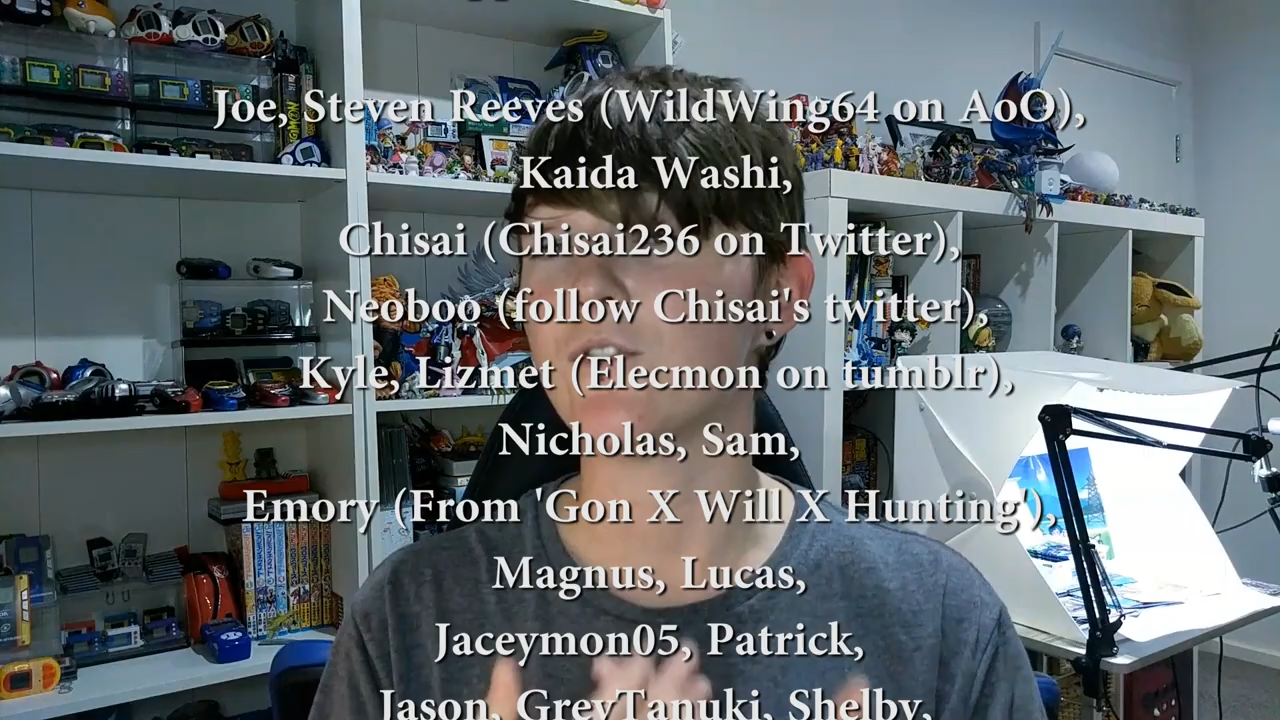 Joe, Steven Reeves (WildWing64 on AoO),
Kaida Washi,
Chisai (Chisai236 on Twitter),
Neoboo (follow Chisai's twitter),
Kyle, Lizmet (Elecmon on tumblr),
Nicholas, Sam,
Emory (From 'Gon X Will X Hunting'),
Magnus, Lucas,
Jaceymon05, Patrick,
Jason, GreyTanuki, Shelby,